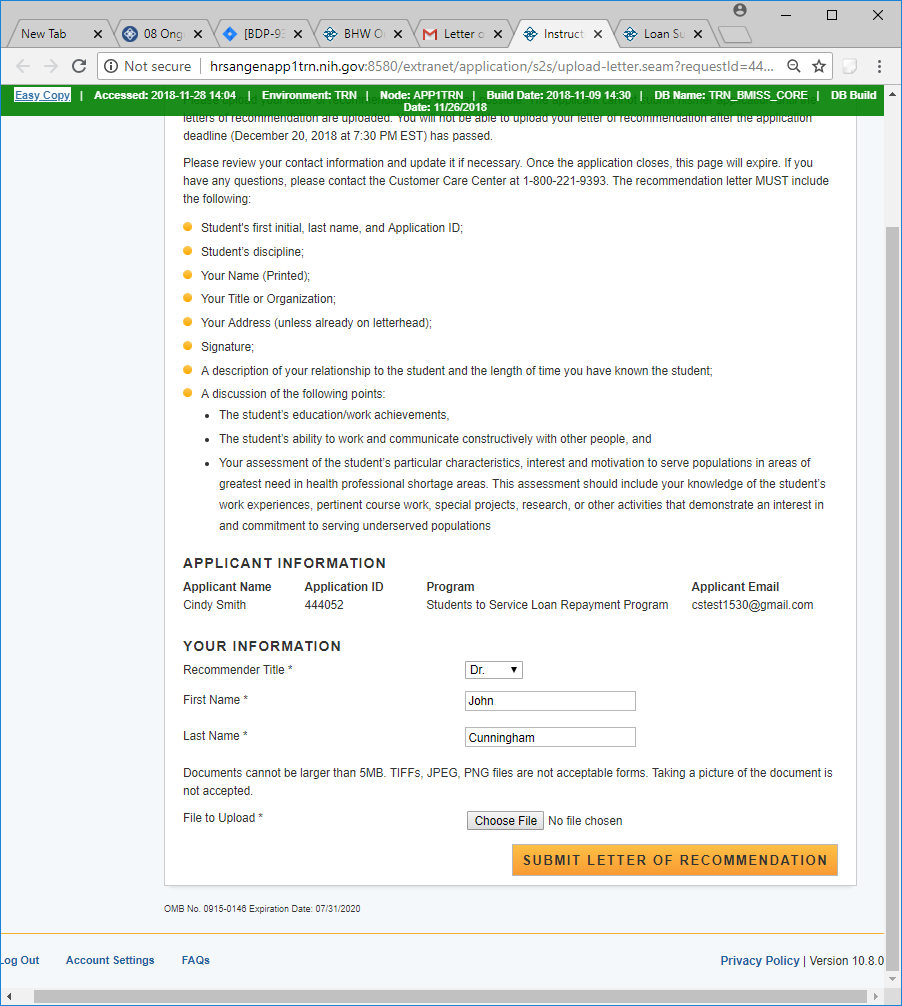 New Tab
08 Ong
[BDP-93
BHW O
Letter o
Instruct
Loan Su
Not secure | hrsangenapp1trn.nih.gov:8580/extranet/application/s2s/upload-letter.seam?requestId=44...
Easy Copy | Accessed: 2018-11-28 14:04 | Environment: TRN | Node: APP1TRN | Build Date: 2018-11-09 14:30 | DB Name: TRN_BMISS_CORE | DB Build
Date: 11/26/2018
letters of recommendation are uploaded. You will not be able to upload your letter of recommendation after the application
deadline (December 20, 2018 at 7:30 PM EST) has passed.
Please review your contact information and update it if necessary. Once the application closes, this page will expire. If you
have any questions, please contact the Customer Care Center at 1-800-221-9393. The recommendation letter MUST include
the following:
Student's first initial, last name, and Application ID;
Student's discipline;
Your Name (Printed);
Your Title or Organization;
Your Address (unless already on letterhead);
Signature;
A description of your relationship to the student and the length of time you have known the student;
A discussion of the following points:
The student's education/work achievements,
The student's ability to work and communicate constructively with other people, and
Your assessment of the student's particular characteristics, interest and motivation to serve populations in areas of
greatest need in health professional shortage areas. This assessment should include your knowledge of the student's
work experiences, pertinent course work, special projects, research, or other activities that demonstrate an interest in
and commitment to serving underserved populations
APPLICANT INFORMATION
Applicant Name Application ID Program Applicant Email
Cindy Smith 444052 Students to Service Loan Repayment Program cstest1530@gmail.com
YOUR INFORMATION
Recommender Title * Dr.
First Name * John
Last Name * Cunningham
Documents cannot be larger than 5MB. TIFFs, JPEG, PNG files are not acceptable forms. Taking a picture of the document is
not accepted.
File to Upload * Choose File No file chosen
SUBMIT LETTER OF RECOMMENDATION
OMB No. 0915-0146 Expiration Date: 07/31/2020
Log Out Account Settings FAQs Privacy Policy | Version 10.8.0